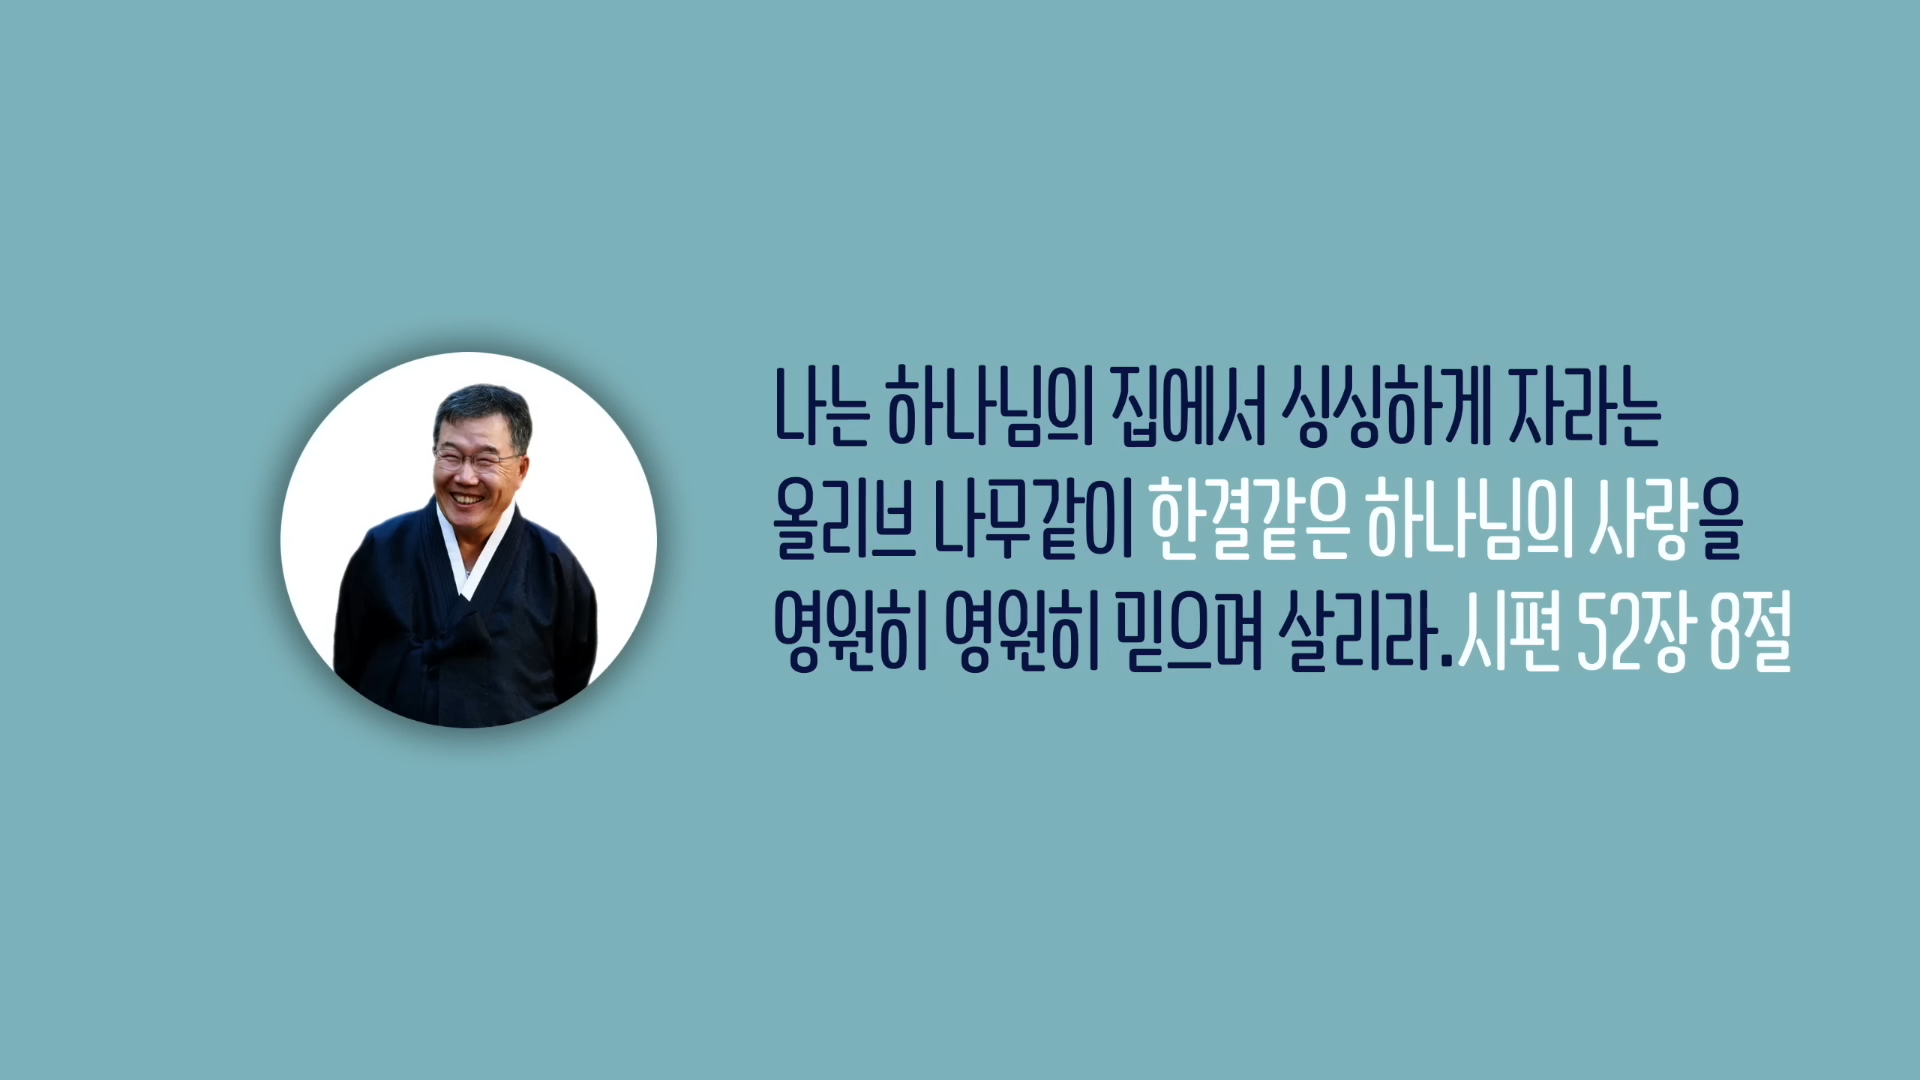 나는 하나님의 집에서 싱싱하게 자라는
올리브 나무같이 한결같은 하나님의 사랑을
영원히 영원히 믿으며 살리라.시편 52장 8절